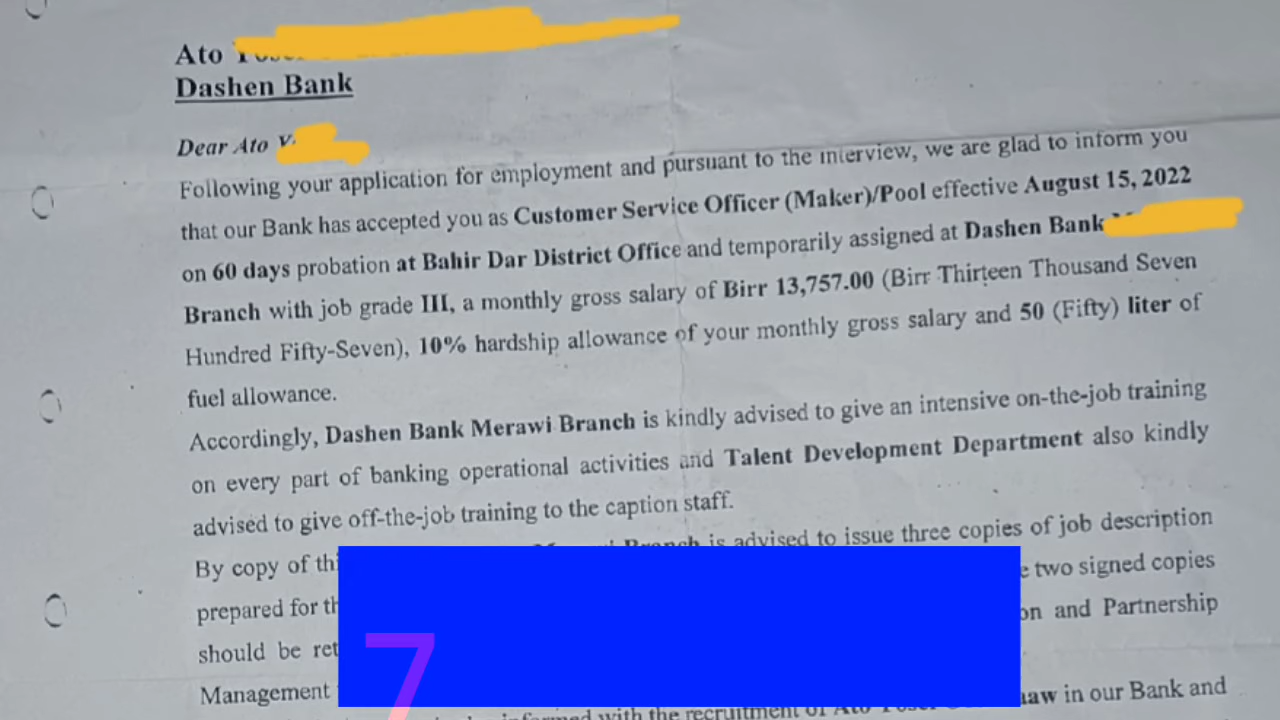 Ato
Dashen Bank
Dear Ato Y
Following your application for employment and pursuant to the interview, we are glad to inform you
that our Bank has accepted you as Customer Service Officer (Maker)/Pool effective August 15, 2022
on 60 days probation at Bahir Dar District Office and temporarily assigned at Dashen Bank
Branch with job grade III, a monthly gross salary of Birr 13,757.00 (Birr Thirteen Thousand Seven
Hundred Fifty-Seven), 10% hardship allowance of your monthly gross salary and 50 (Fifty) liter of
fuel allowance.
Accordingly, Dashen Bank Merawi Branch is kindly advised to give an intensive on-the-job training
on every part of banking operational activities and Talent Development Department also kindly
advised to give off-the-job training to the caption staff.
By copy of Branch is advised to issue three copies of job description
prepared for two signed copies
should be and Partnership
Management in our Bank and
7
with the recruitment of Ato